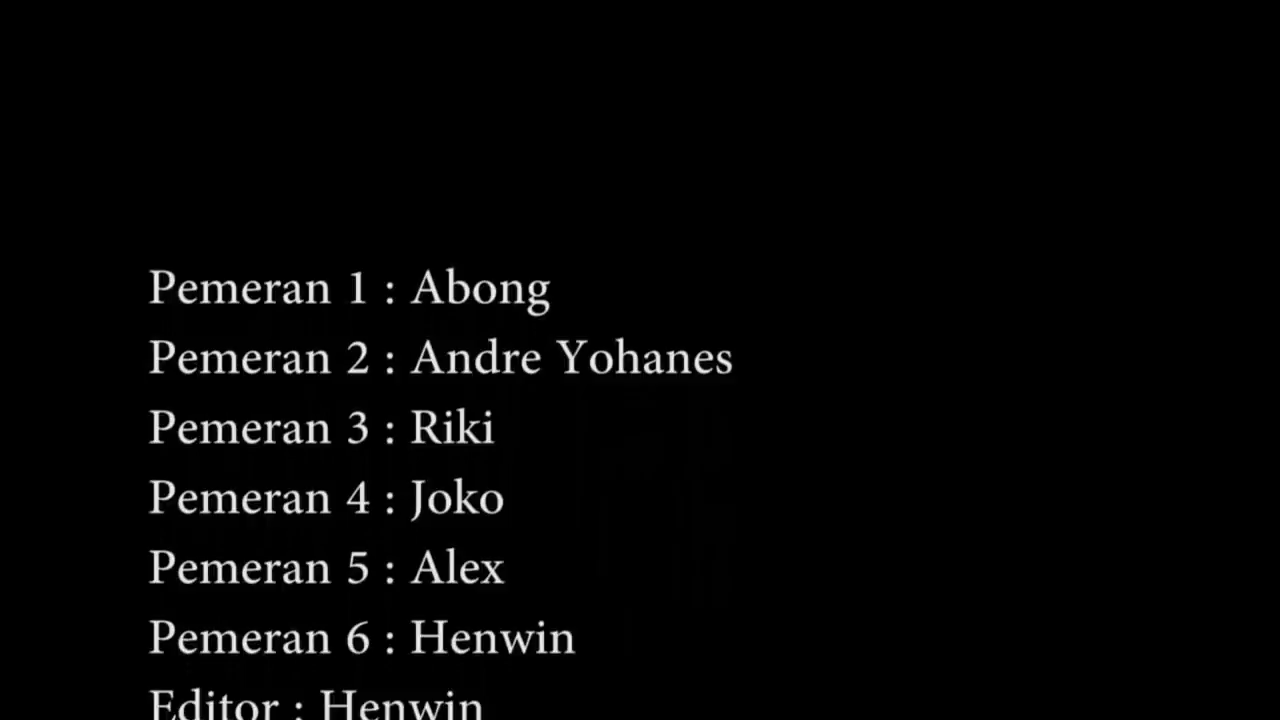 Pemeran 1 : Abong
Pemeran 2 : Andre Yohanes
Pemeran 3 : Riki
Pemeran 4 : Joko
Pemeran 5 : Alex
Pemeran 6 : Henwin
Editor : Henwin